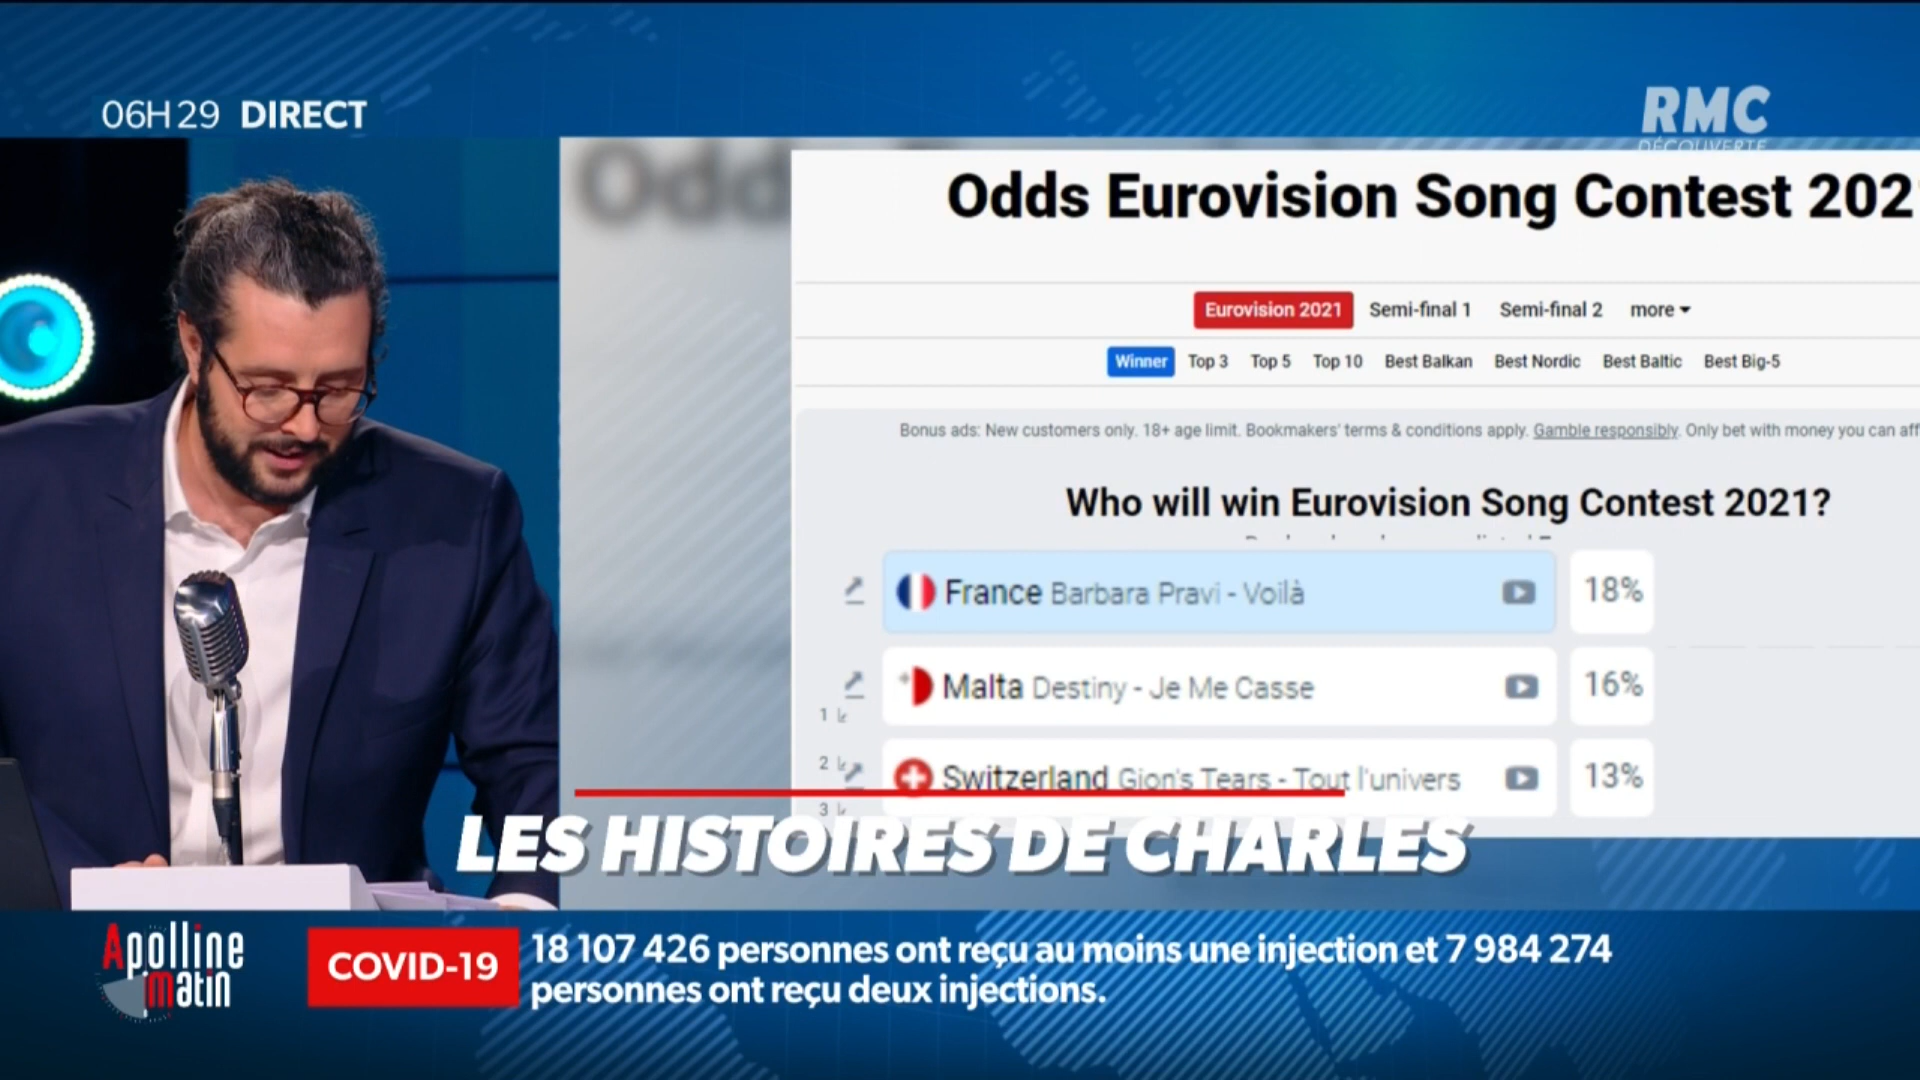 06H29 DIRECT
RMC
DÉCOUVERTE
Odds Eurovision Song Contest 202
Eurovision 2021 Semi-final 1 Semi-final 2 more
Winner Top 3 Top 5 Top 10 Best Balkan Best Nordic Best Baltic Best Big-5
Bonus ads: New customers only. 18+ age limit. Bookmakers' terms & conditions apply. Gamble responsibly. Only bet with money you can aff
Who will win Eurovision Song Contest 2021?
France Barbara Pravi - Voilà 18%
Malta Destiny - Je Me Casse 16%
1
2
Switzerland Gjon's Tears - Tout l'univers 13%
3
LES HISTOIRES DE CHARLES
Apolline
matin
COVID-19
18 107 426 personnes ont reçu au moins une injection et 7 984 274
personnes ont reçu deux injections.